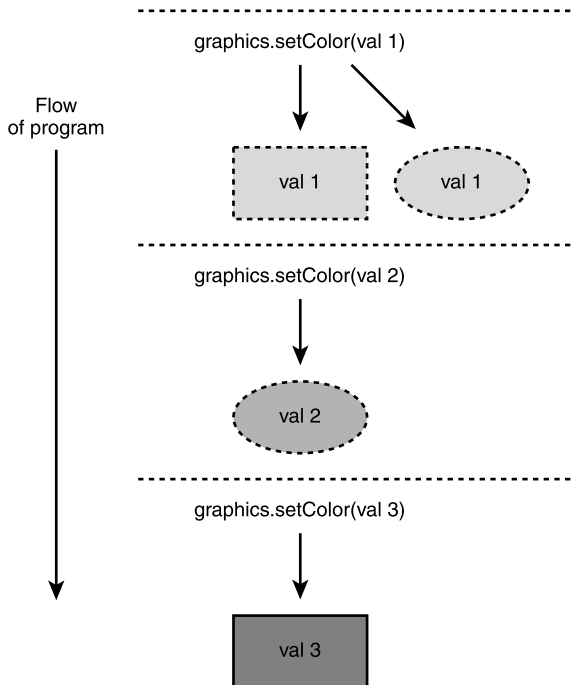 graphics.setColor(val 1)
Flow
of program
val 1
val 1
graphics.setColor(val 2)
val 2
graphics.setColor(val 3)
val 3